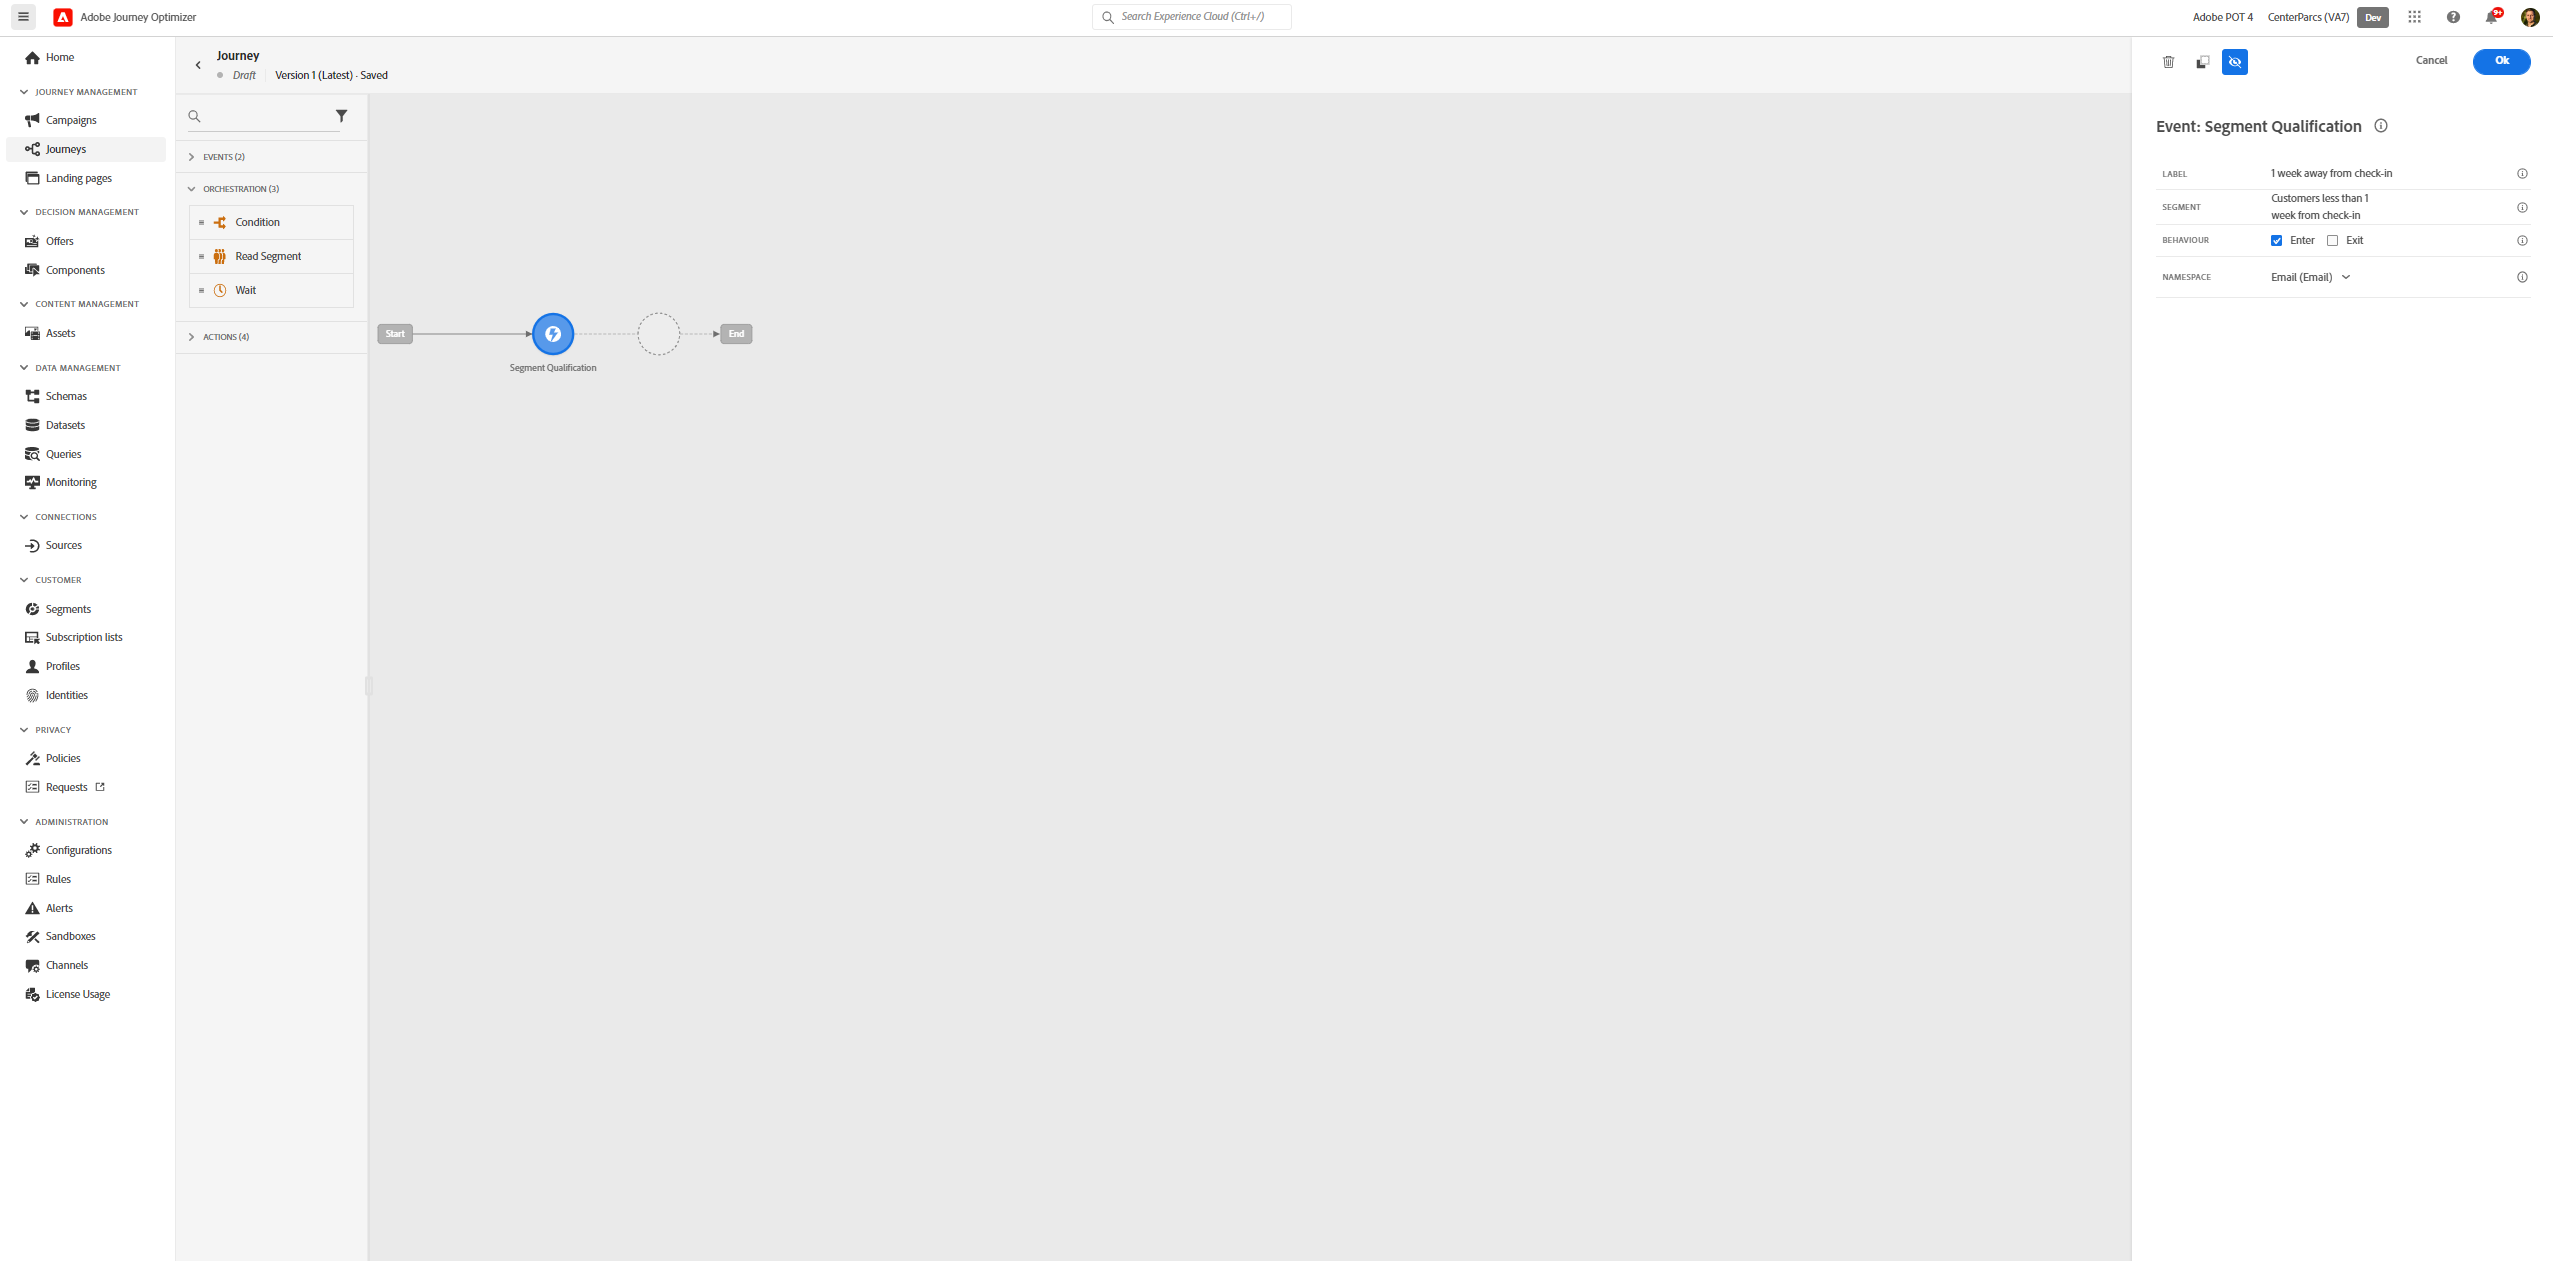 Adobe Journey Optimizer
Search Experience Cloud (Ctrl+/)
Adobe POT 4
CenterParcs (VA7)
Dev
9+
Home
JOURNEY MANAGEMENT
Campaigns
Journeys
Landing pages
DECISION MANAGEMENT
Offers
Components
CONTENT MANAGEMENT
Assets
DATA MANAGEMENT
Schemas
Datasets
Queries
Monitoring
CONNECTIONS
Sources
CUSTOMER
Segments
Subscription lists
Profiles
Identities
PRIVACY
Policies
Requests
ADMINISTRATION
Configurations
Rules
Alerts
Sandboxes
Channels
License Usage
Journey
Draft
Version 1 (Latest) - Saved
EVENTS (2)
ORCHESTRATION (3)
Condition
Read Segment
Wait
ACTIONS (4)
Start
Segment Qualification
End
Cancel
Ok
Event: Segment Qualification
LABEL
1 week away from check-in
SEGMENT
Customers less than 1
week from check-in
BEHAVIOUR
Enter
Exit
NAMESPACE
Email (Email)